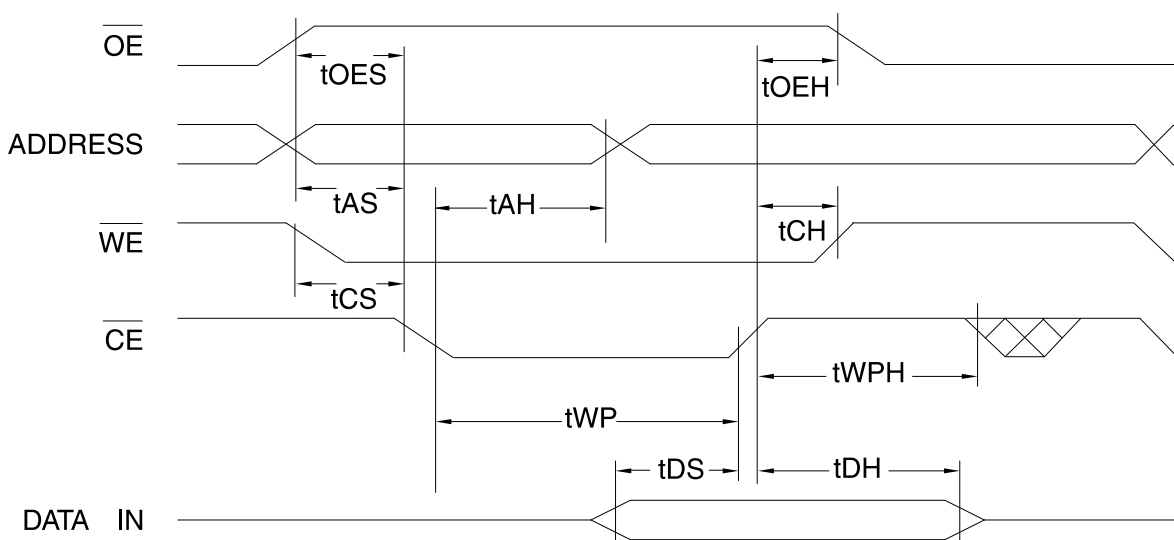 OE
tOES
tOEH
ADDRESS
tAS
tAH
tCH
WE
tCS
CE
tWPH
tWP
tDS
tDH
DATA IN